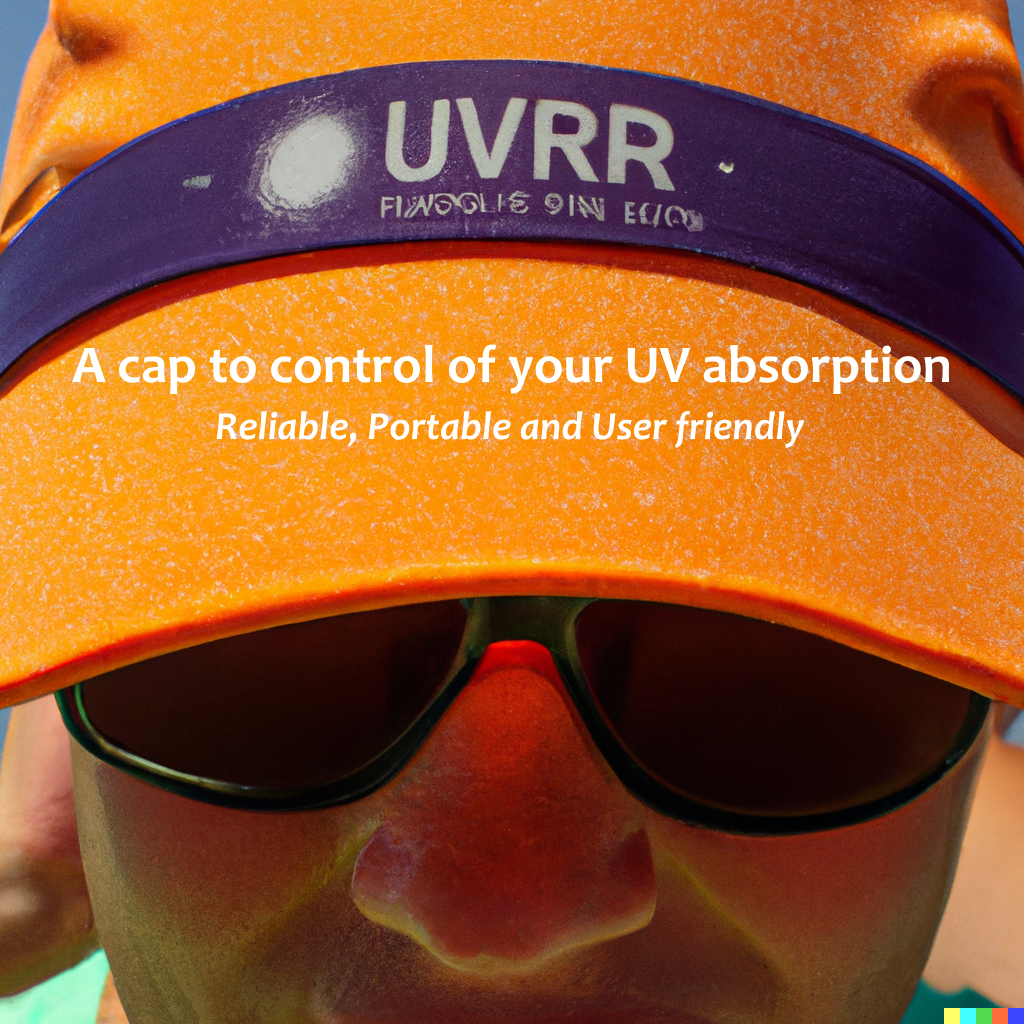 UVRR
A cap to control of your UV absorption
Reliable, Portable and User friendly